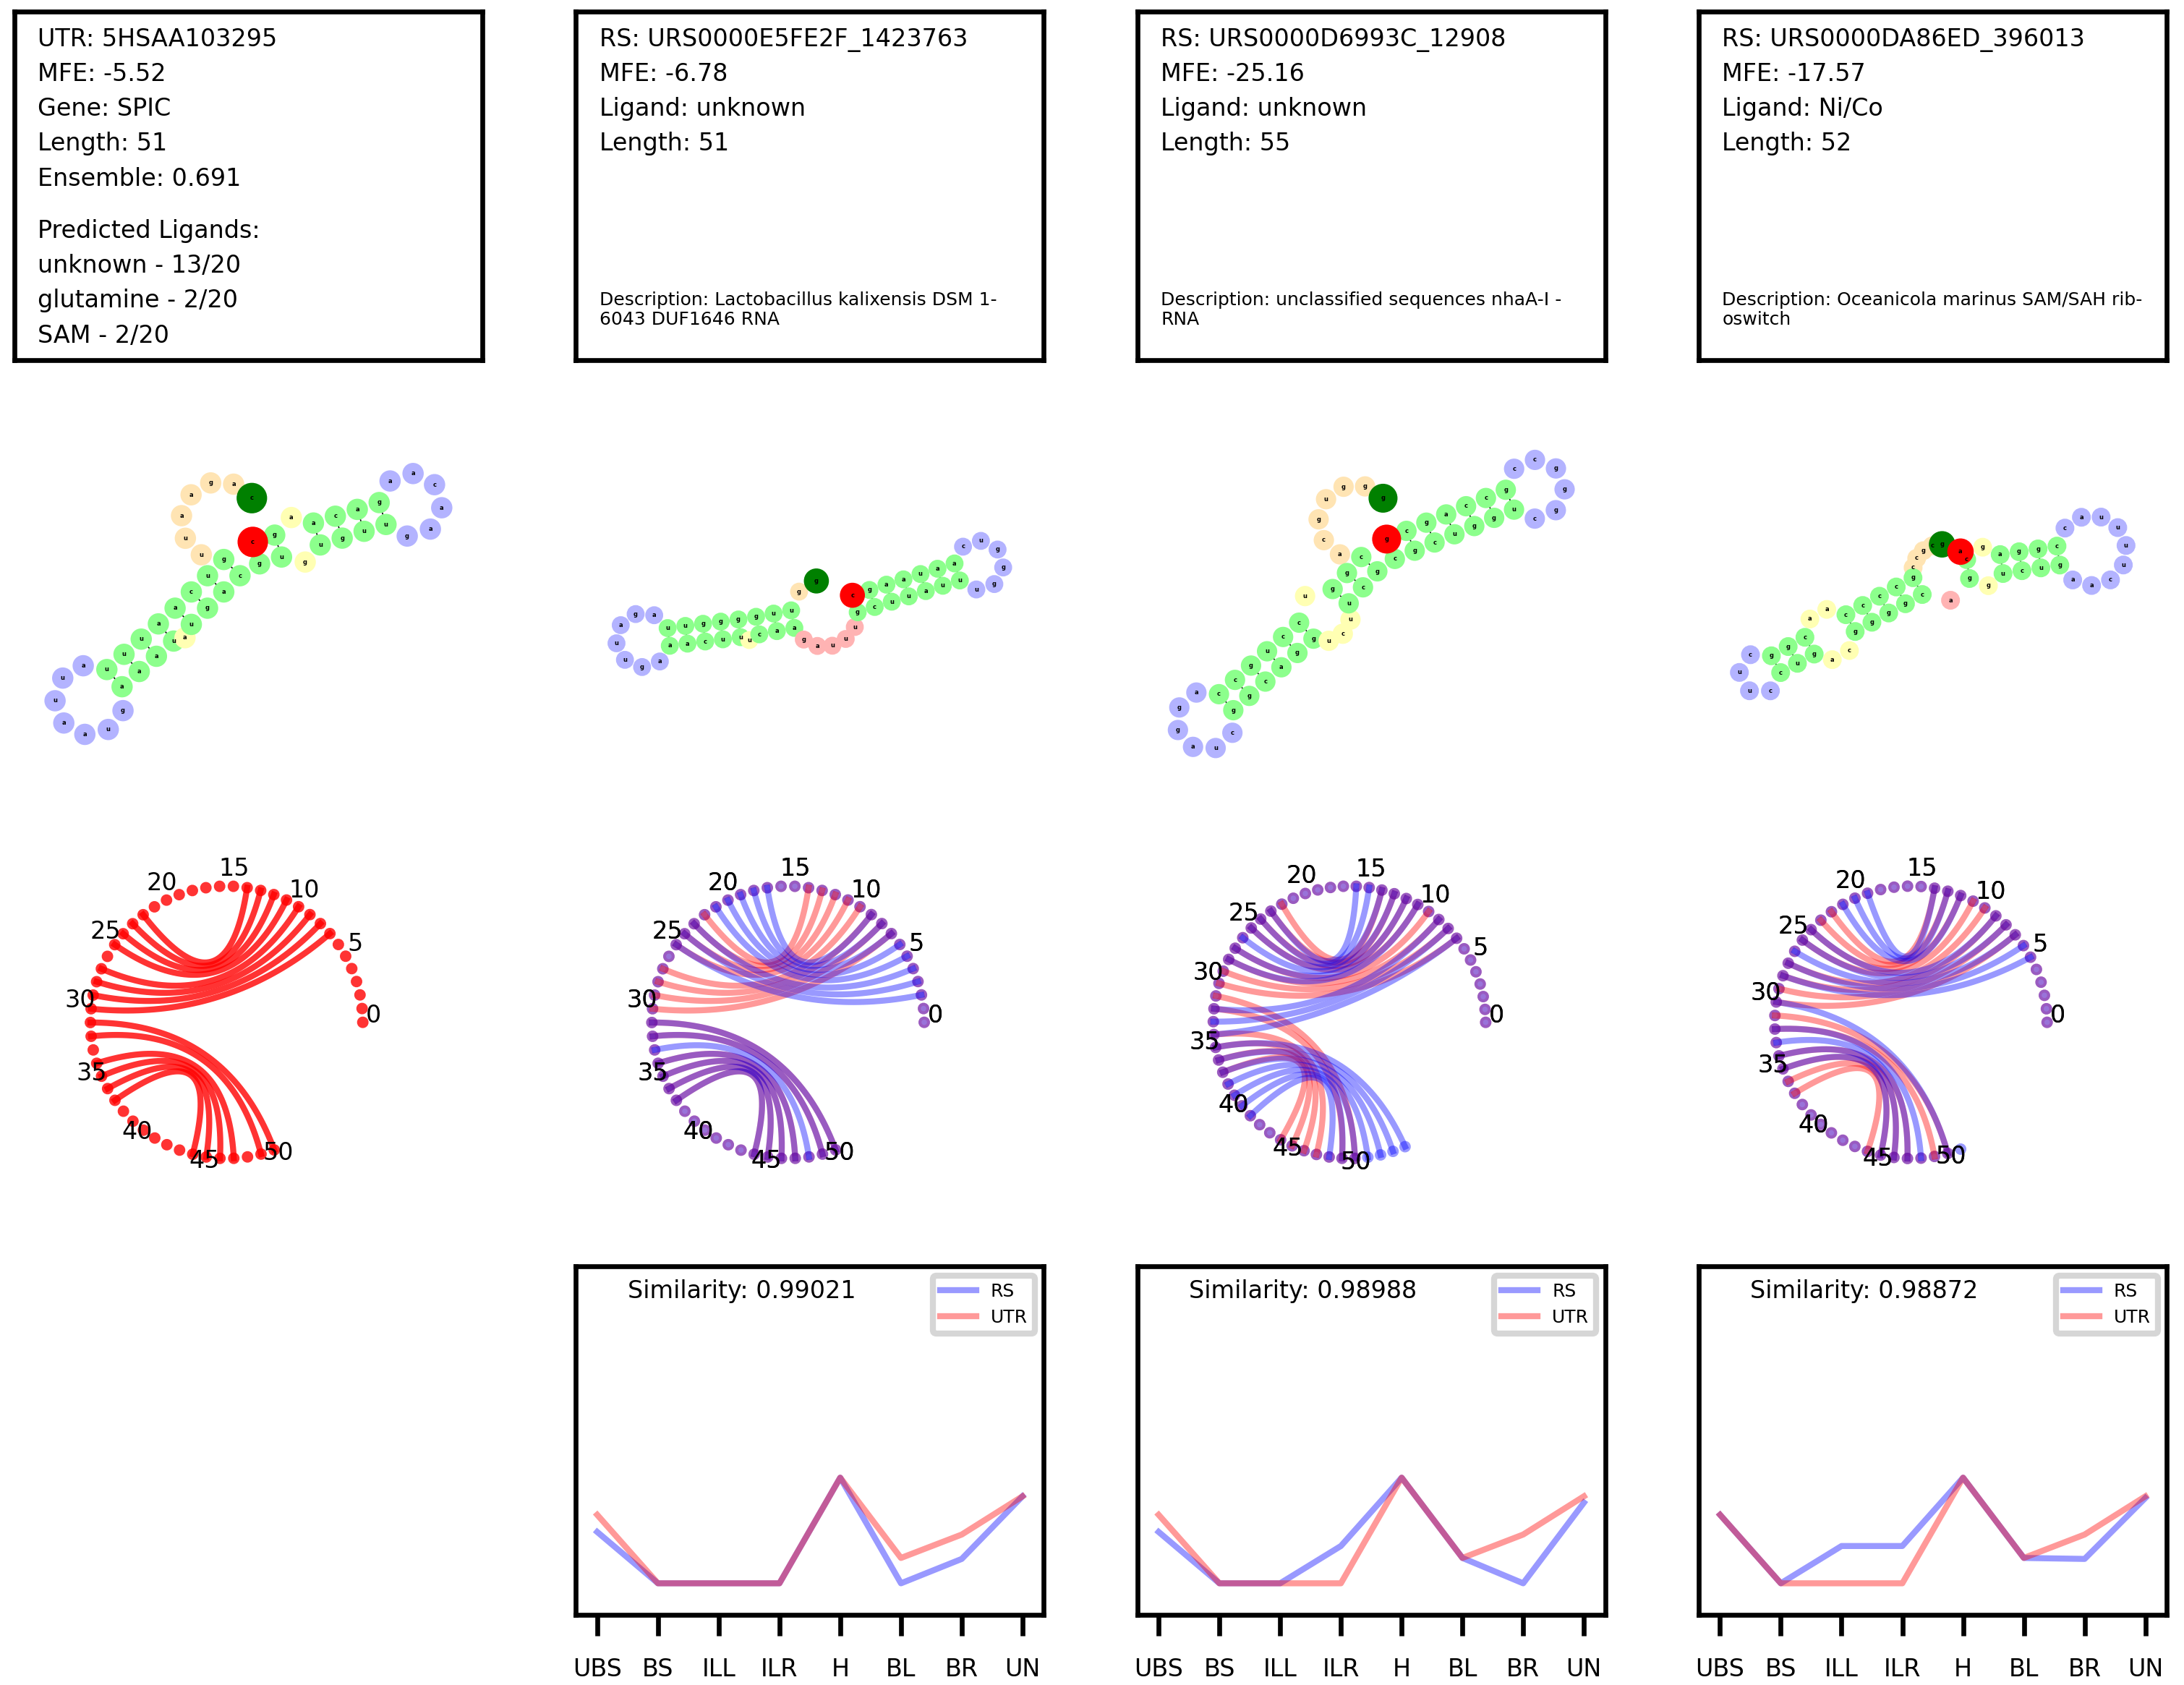 UTR: 5HSAA103295
MFE: -5.52
Gene: SPIC
Length: 51
Ensemble: 0.691
Predicted Ligands:
unknown - 13/20
glutamine - 2/20
SAM - 2/20
RS: URS0000E5FE2F_1423763
MFE: -6.78
Ligand: unknown
Length: 51
Description: Lactobacillus kalixensis DSM 1-
6043 DUF1646 RNA
RS: URS0000D6993C_12908
MFE: -25.16
Ligand: unknown
Length: 55
Description: unclassified sequences nhaA-I -
RNA
RS: URS0000DA86ED_396013
MFE: -17.57
Ligand: Ni/Co
Length: 52
Description: Oceanicola marinus SAM/SAH rib-
oswitch
0 5 10 15 20 25 30 35 40 45 50
0 5 10 15 20 25 30 35 40 45 50
0 5 10 15 20 25 30 35 40 45 50
0 5 10 15 20 25 30 35 40 45 50
Similarity: 0.99021
RS
UTR
UBS BS ILL ILR H BL BR UN
Similarity: 0.98988
RS
UTR
UBS BS ILL ILR H BL BR UN
Similarity: 0.98872
RS
UTR
UBS BS ILL ILR H BL BR UN